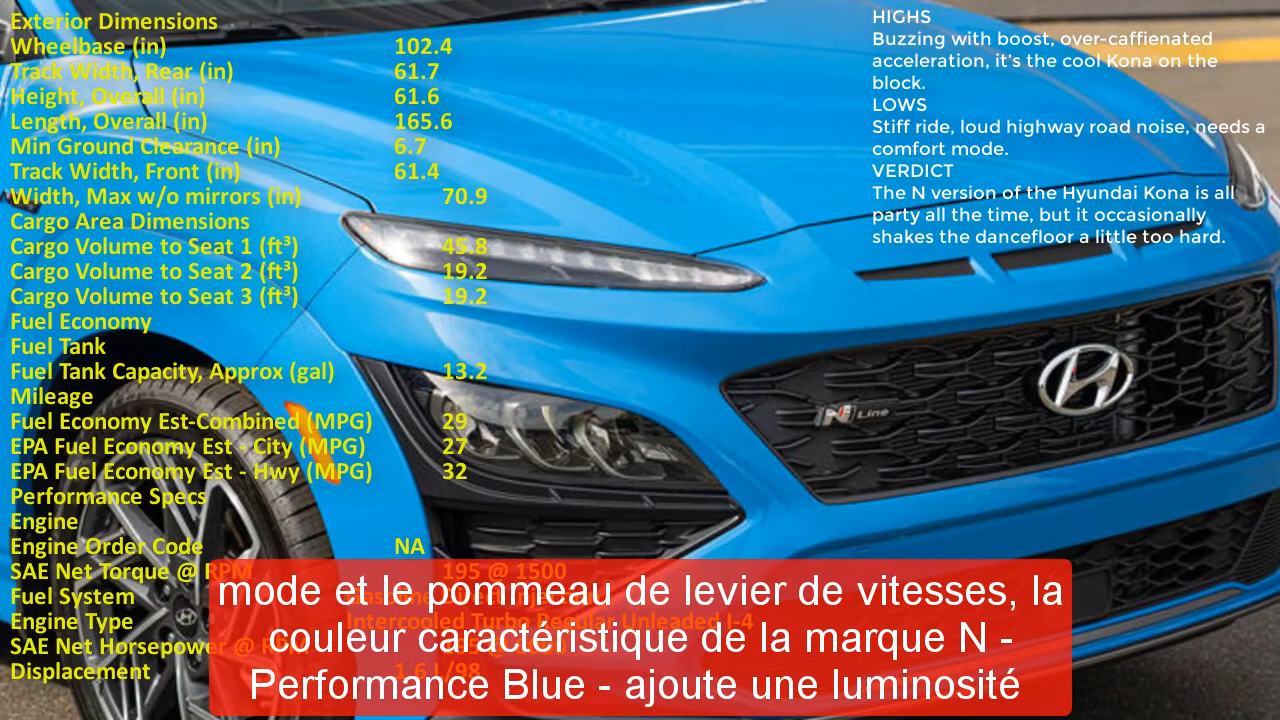 Exterior Dimensions
Wheelbase (in) 102.4
Track Width, Rear (in) 61.7
Height, Overall (in) 61.6
Length, Overall (in) 165.6
Min Ground Clearance (in) 6.7
Track Width, Front (in) 61.4
Width, Max w/o mirrors (in) 70.9
Cargo Area Dimensions
Cargo Volume to Seat 1 (ft³) 45.8
Cargo Volume to Seat 2 (ft³) 19.2
Cargo Volume to Seat 3 (ft³) 19.2
Fuel Economy
Fuel Tank
Fuel Tank Capacity, Approx (gal) 13.2
Mileage
Fuel Economy Est-Combined (MPG) 29
EPA Fuel Economy Est - City (MPG) 27
EPA Fuel Economy Est - Hwy (MPG) 32
Performance Specs
Engine
Engine Order Code NA
SAE Net Torque @ RPM 195 @ 1500
Fuel System
Engine Type Intercooled Turbo Regular Unleaded I-4
SAE Net Horsepower @ RPM
Displacement 1.6 L/98
HIGHS
Buzzing with boost, over-caffienated
acceleration, it's the cool Kona on the
block.
LOWS
Stiff ride, loud highway road noise, needs a
comfort mode.
VERDICT
The N version of the Hyundai Kona is all
party all the time, but it occasionally
shakes the dancefloor a little too hard.
N Line
mode et le pommeau de levier de vitesses, la
couleur caractéristique de la marque N -
Performance Blue - ajoute une luminosité